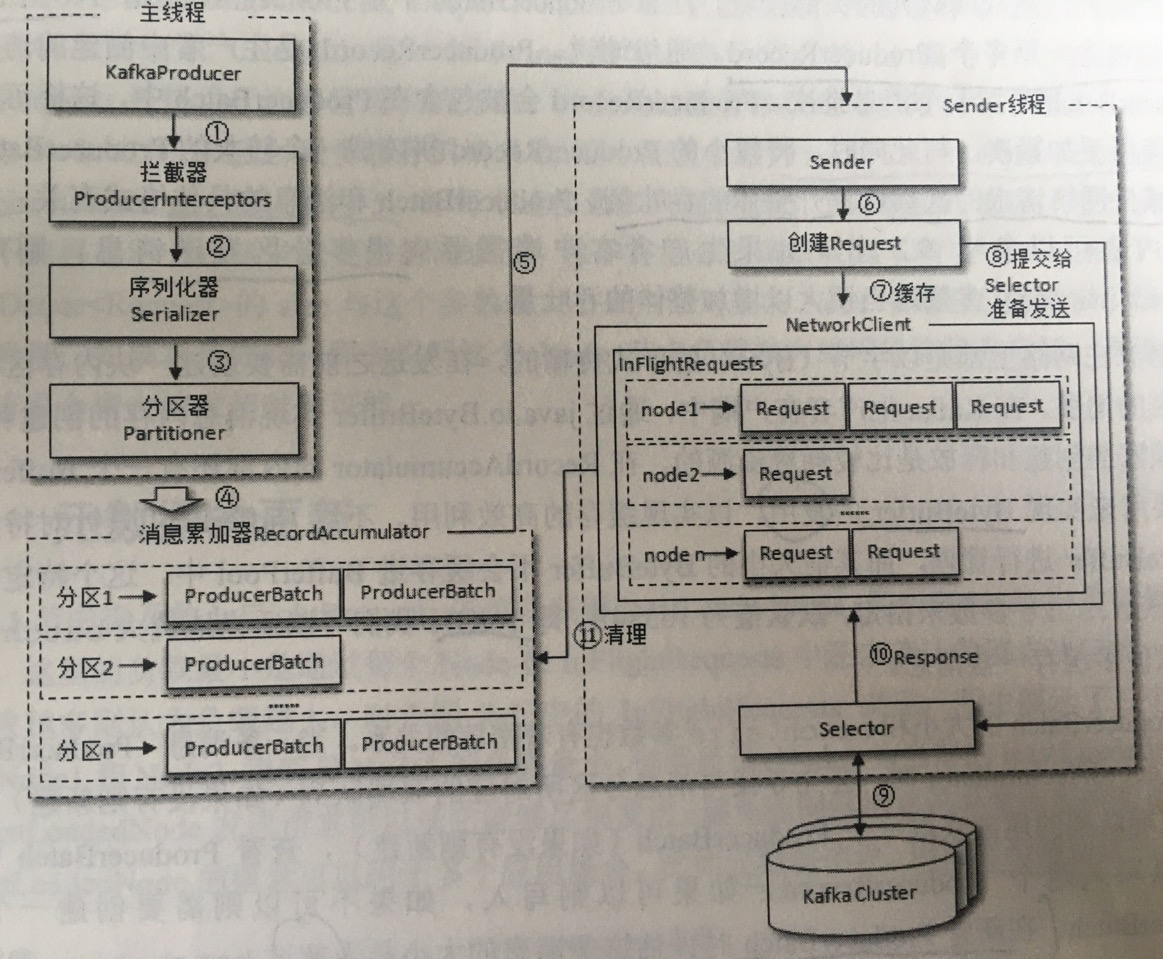 主线程
KafkaProducer
①
拦截器
ProducerInterceptors
②
序列化器
Serializer
③
分区器
Partitioner
④
消息累加器RecordAccumulator
分区1
ProducerBatch
ProducerBatch
分区2
ProducerBatch
······
分区n
ProducerBatch
ProducerBatch
⑤
Sender线程
Sender
⑥
创建Request
⑦缓存
⑧提交给
Selector
准备发送
NetworkClient
InFlightRequests
node1
Request
Request
Request
node2
Request
······
node n
Request
Request
⑪清理
⑩Response
Selector
⑨
Kafka Cluster